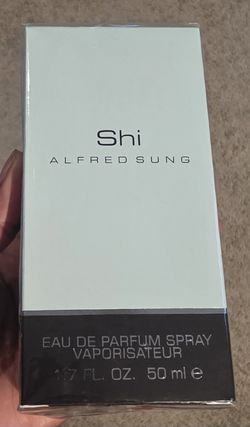 Shi
ALFRED SUNG
EAU DE PARFUM SPRAY
VAPORISATEUR
1.7 FL. OZ. 50 ml ℮